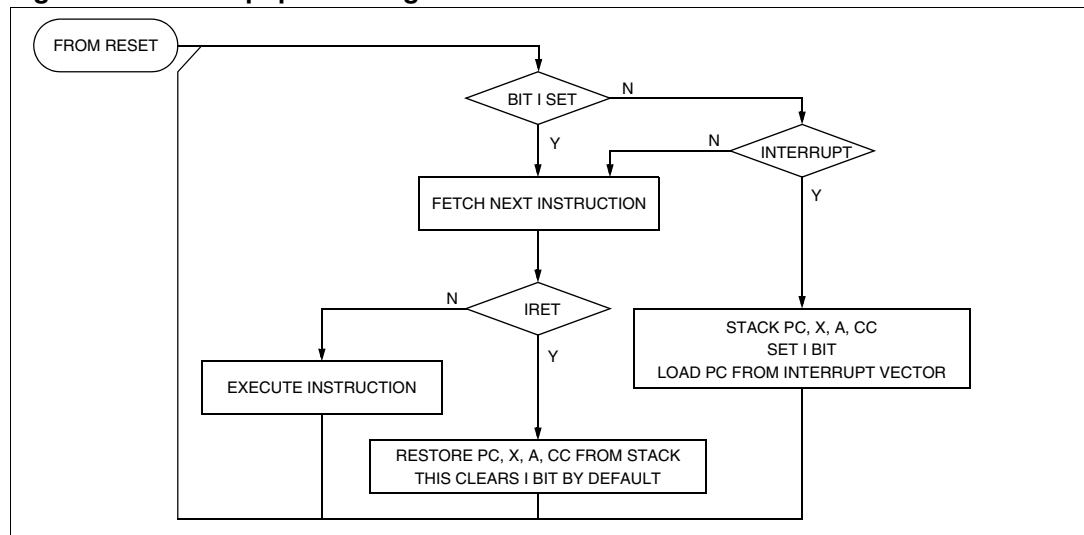 FROM RESET
BIT I SET
N
Y
N
INTERRUPT
Y
FETCH NEXT INSTRUCTION
N
IRET
Y
STACK PC, X, A, CC
SET I BIT
LOAD PC FROM INTERRUPT VECTOR
EXECUTE INSTRUCTION
RESTORE PC, X, A, CC FROM STACK
THIS CLEARS I BIT BY DEFAULT